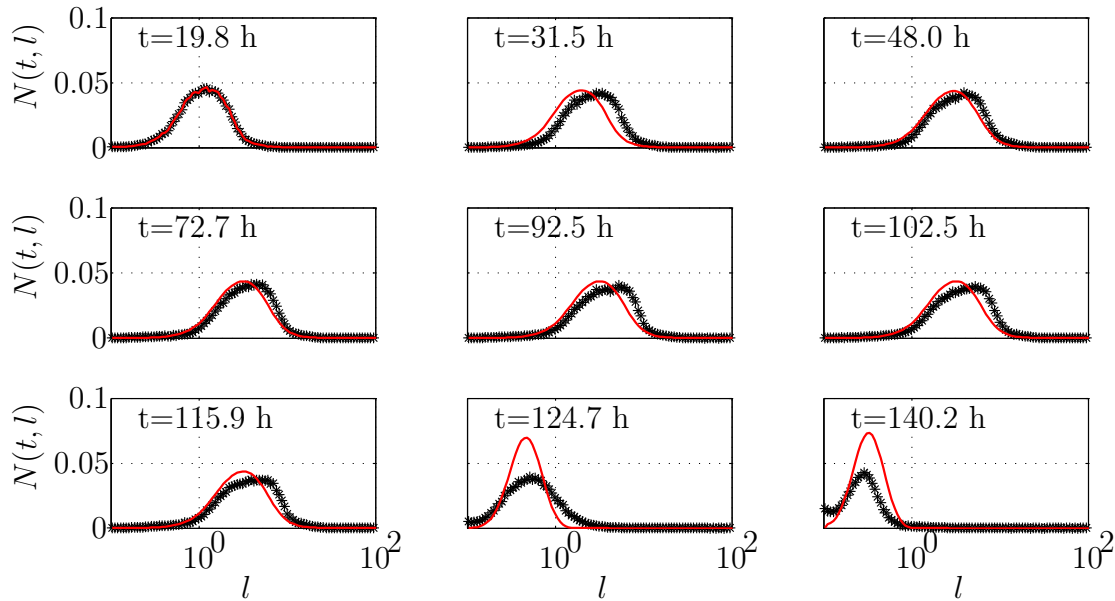 0.1
0.05
0
N(t, l)
t=19.8 h
t=31.5 h
t=48.0 h
0.1
0.05
0
N(t, l)
t=72.7 h
t=92.5 h
t=102.5 h
0.1
0.05
0
N(t, l)
t=115.9 h
t=124.7 h
t=140.2 h
10^0
10^2
10^0
10^2
10^0
10^2
l
l
l